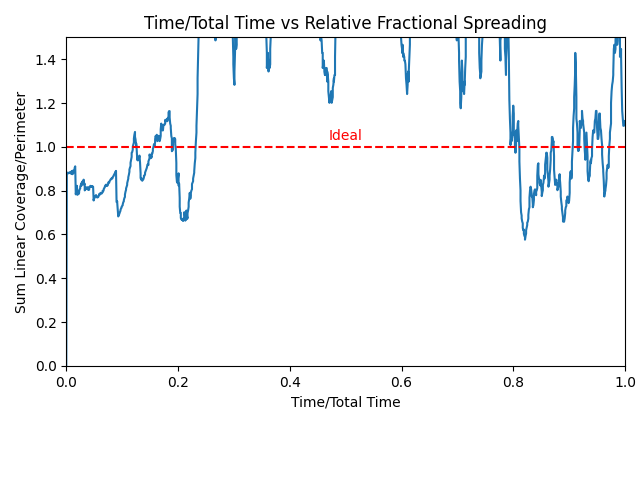 Time/Total Time vs Relative Fractional Spreading
Sum Linear Coverage/Perimeter
1.4
1.2
1.0
0.8
0.6
0.4
0.2
0.0
Ideal
0.0 0.2 0.4 0.6 0.8 1.0
Time/Total Time